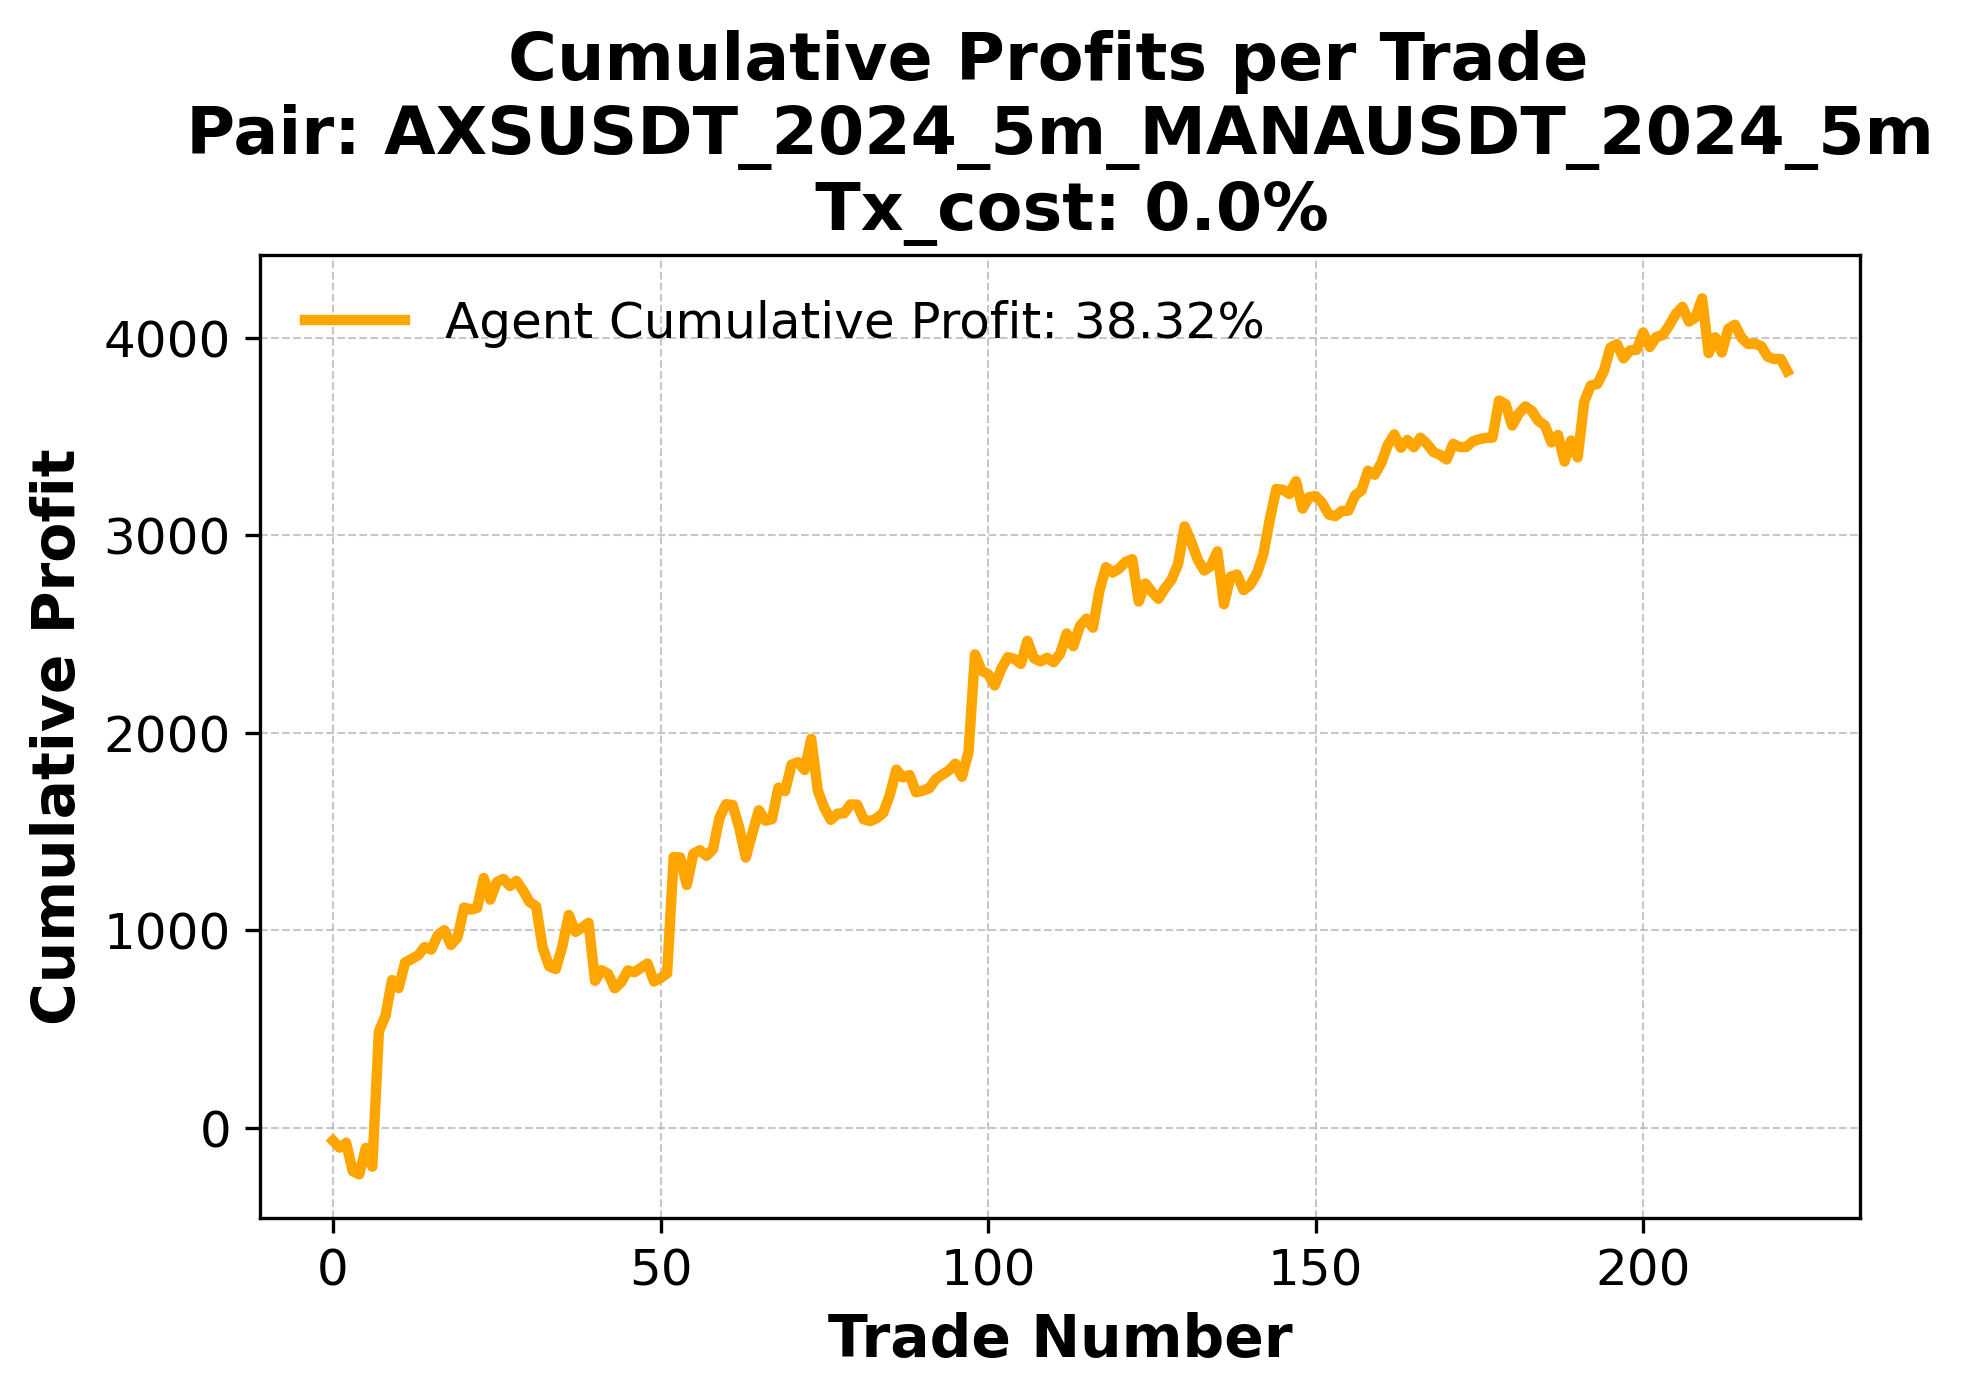 Cumulative Profits per Trade
Pair: AXSUSDT_2024_5m_MANAUSDT_2024_5m
Tx_cost: 0.0%
Agent Cumulative Profit: 38.32%
Cumulative Profit
4000
3000
2000
1000
0
0 50 100 150 200
Trade Number